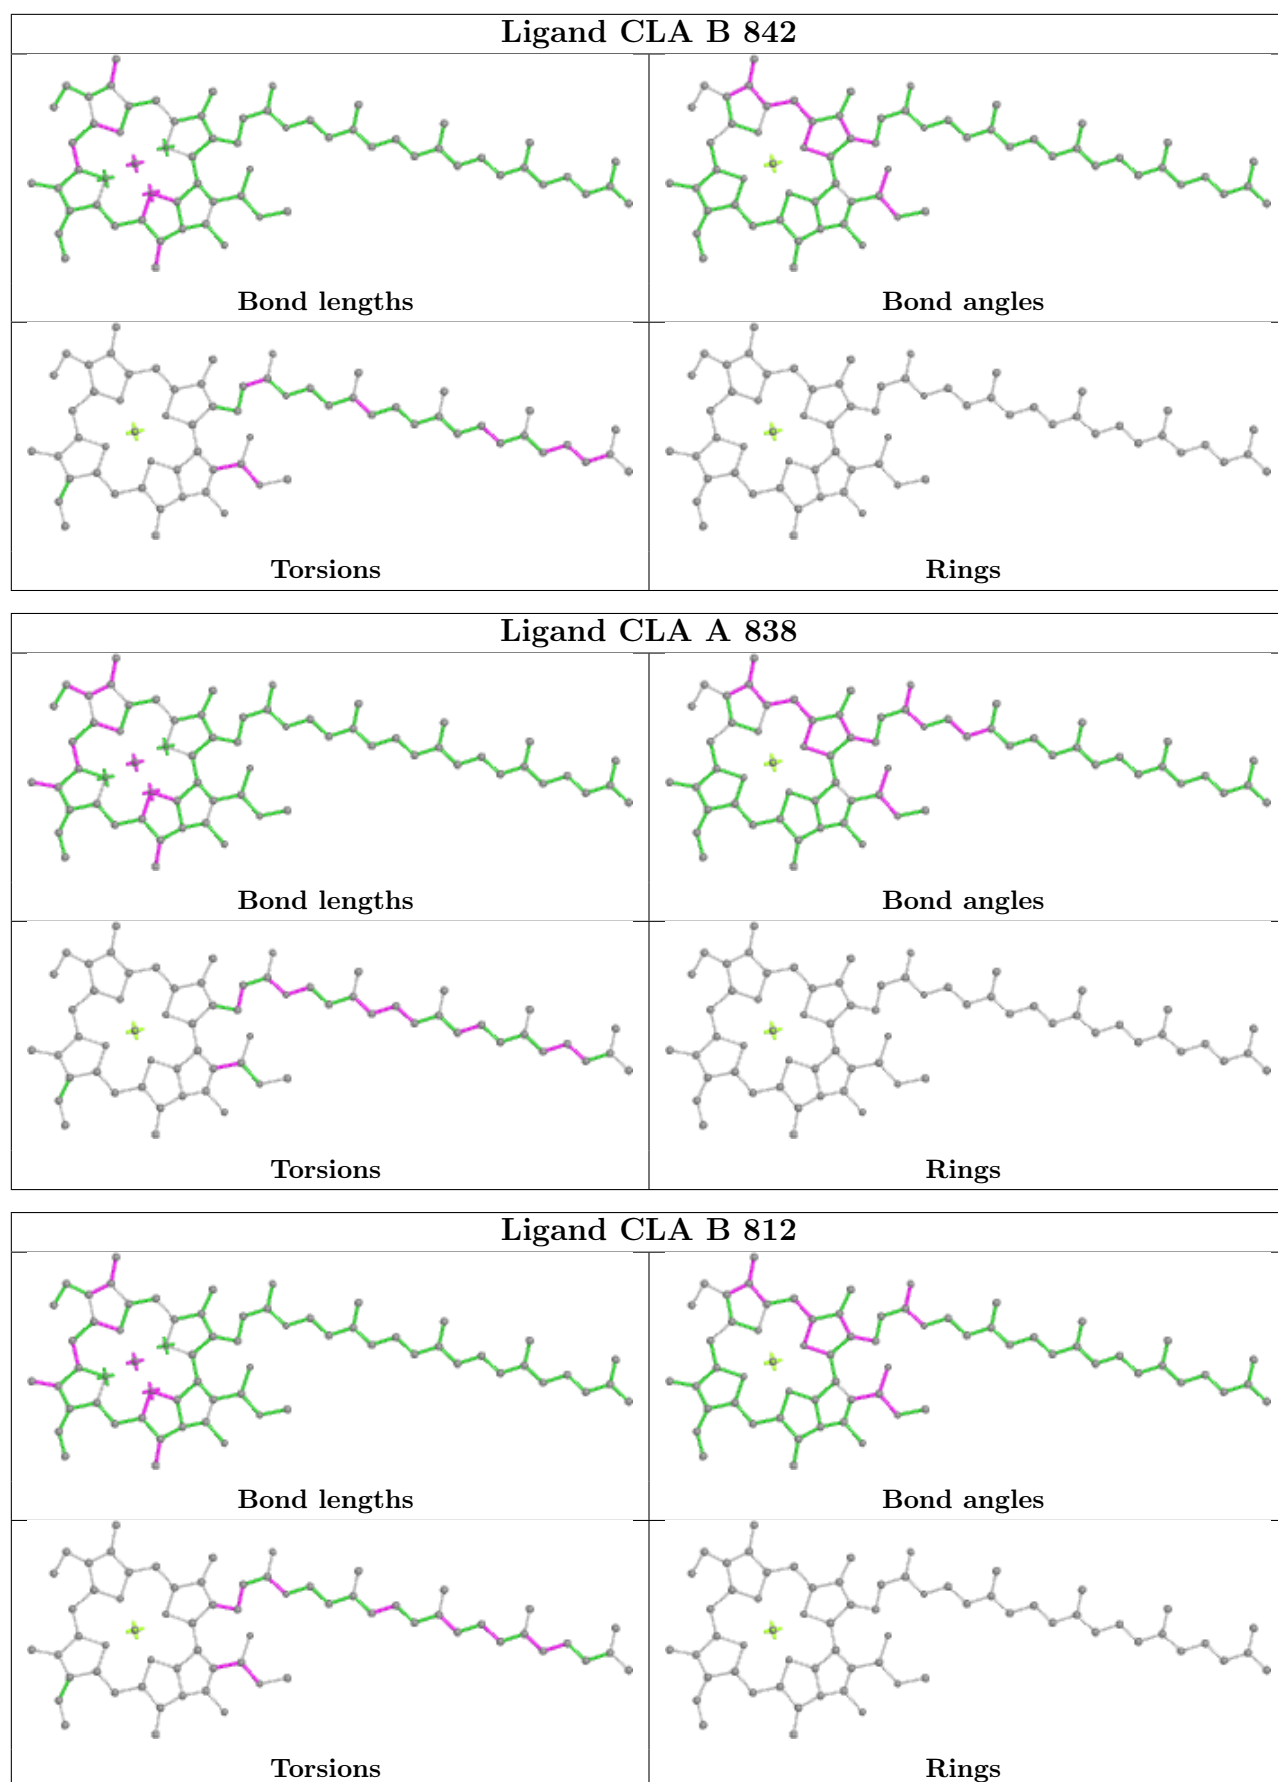 Ligand CLA B 842
Bond lengths
Bond angles
Torsions
Rings
Ligand CLA A 838
Bond lengths
Bond angles
Torsions
Rings
Ligand CLA B 812
Bond lengths
Bond angles
Torsions
Rings